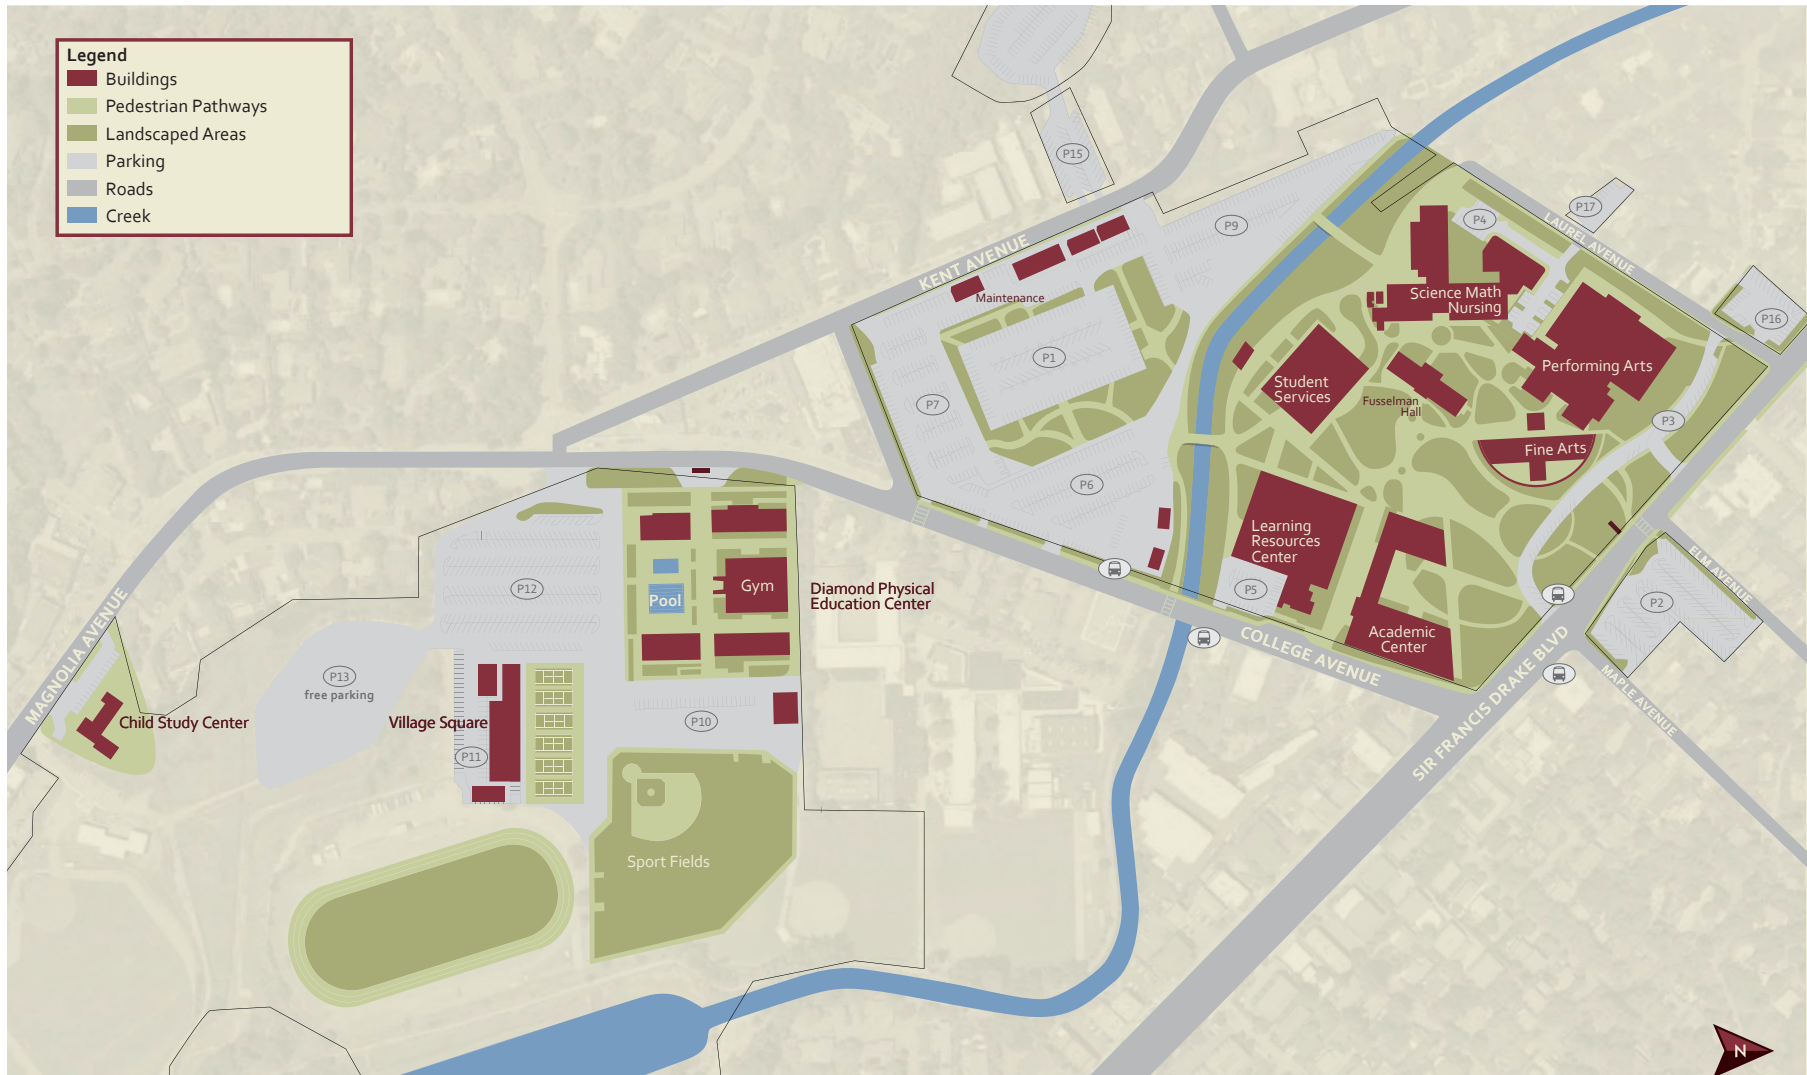 Legend
Buildings
Pedestrian Pathways
Landscaped Areas
Parking
Roads
Creek
P15
P17
P4
LAUREL AVENUE
P9
KENT AVENUE
Maintenance
Science Math
Nursing
P16
P1
Performing Arts
Student
Services
Fusselman
Hall
P7
P3
Fine Arts
P6
Learning
Resources
Center
P5
ELM AVENUE
P2
Academic
Center
COLLEGE AVENUE
SIR FRANCIS DRAKE BLVD
MAPLE AVENUE
P12
Pool
Gym
Diamond Physical
Education Center
MAGNOLIA AVENUE
P13
free parking
Child Study Center
Village Square
P10
P11
Sport Fields
N